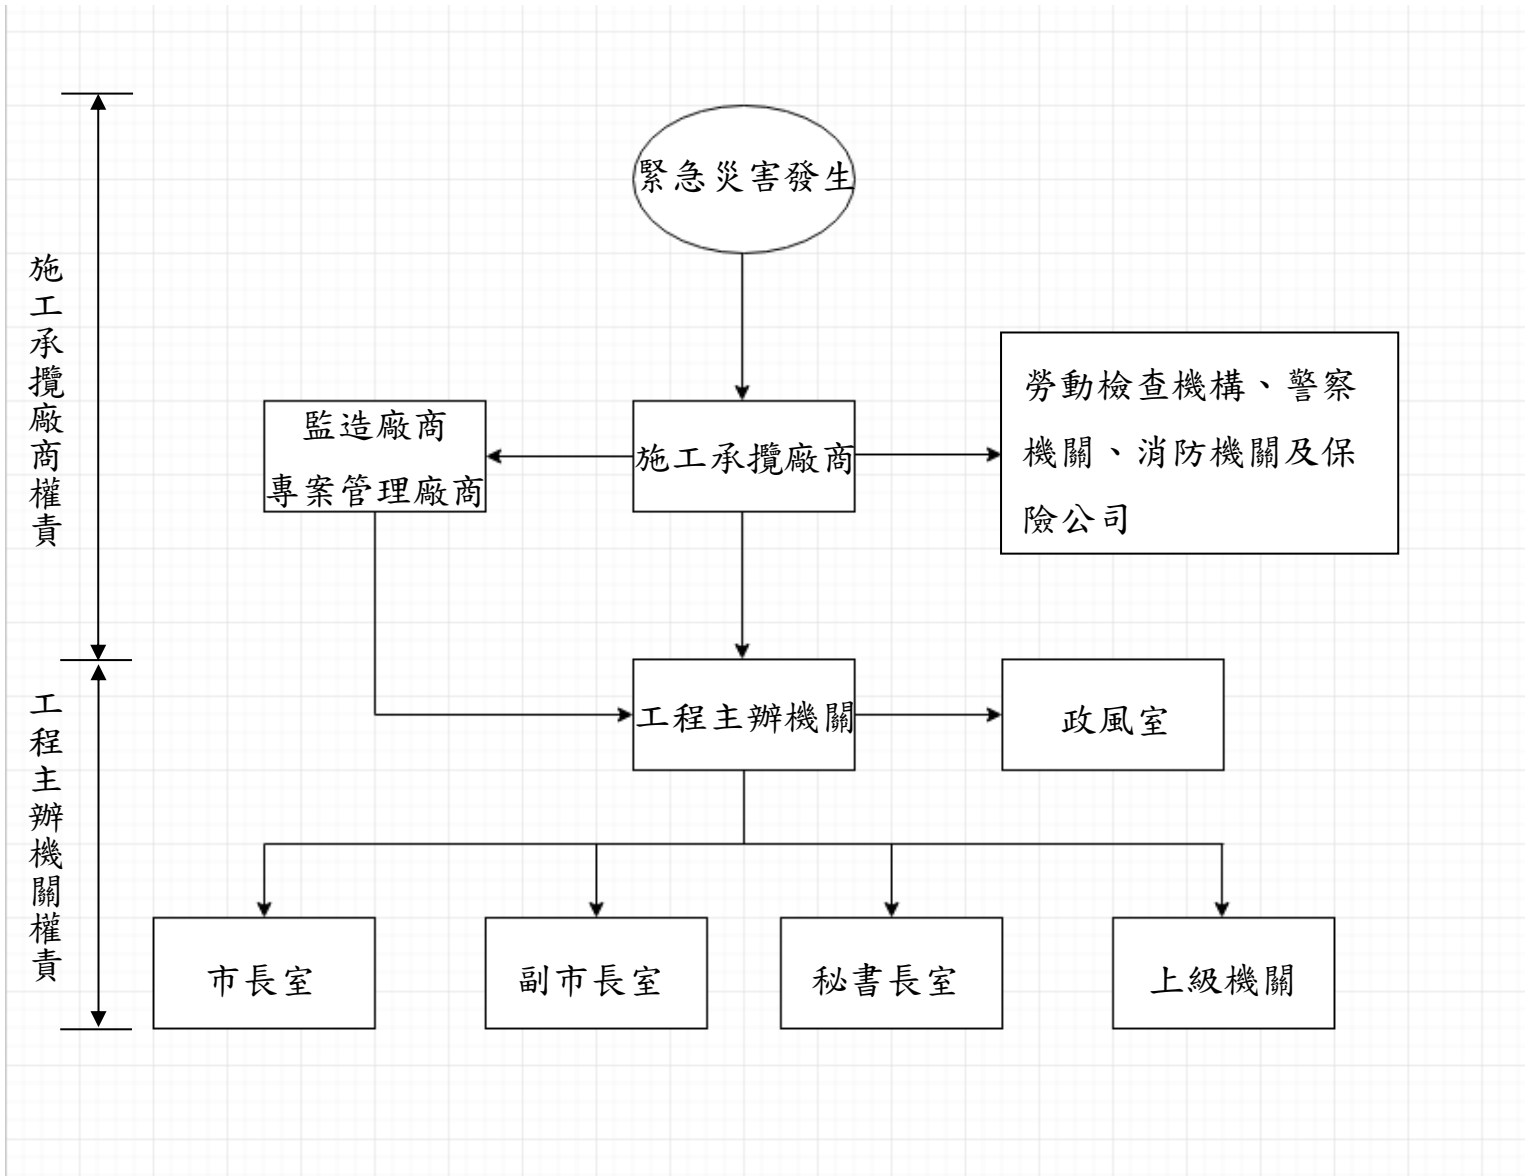 緊急災害發生
施工承攬廠商權責
監造廠商
專案管理廠商
施工承攬廠商
勞動檢查機構、警察
機關、消防機關及保
險公司
工程主辦機關權責
工程主辦機關
政風室
市長室
副市長室
秘書長室
上級機關